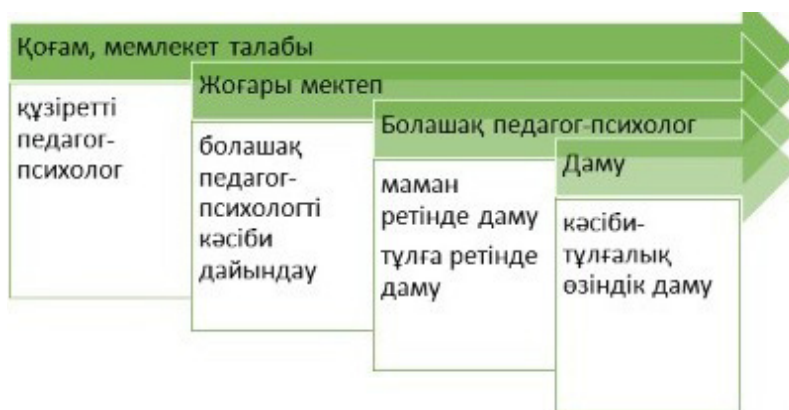 Қоғам, мемлекет талабы
құзіретті
педагог-
психолог
Жоғары мектеп
болашақ
педагог-
психологті
кәсіби
дайындау
Болашақ педагог-психолог
маман
ретінде даму
тұлға ретінде
даму
Даму
кәсіби-
тұлғалық
өзіндік даму